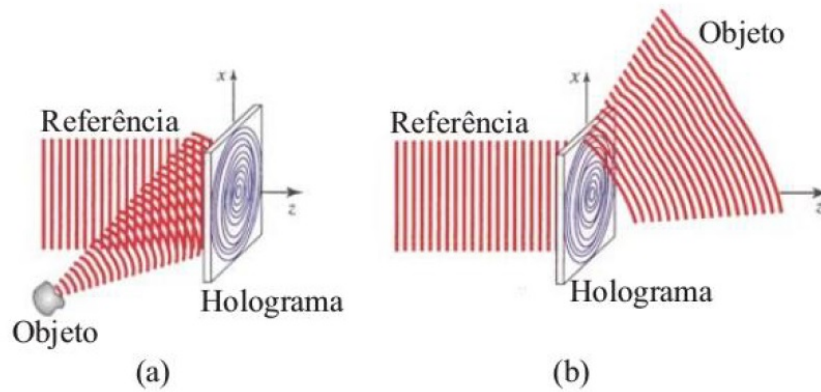 x
Referência
z
Holograma
Objeto
(a)
Objeto
x
Referência
z
Holograma
(b)